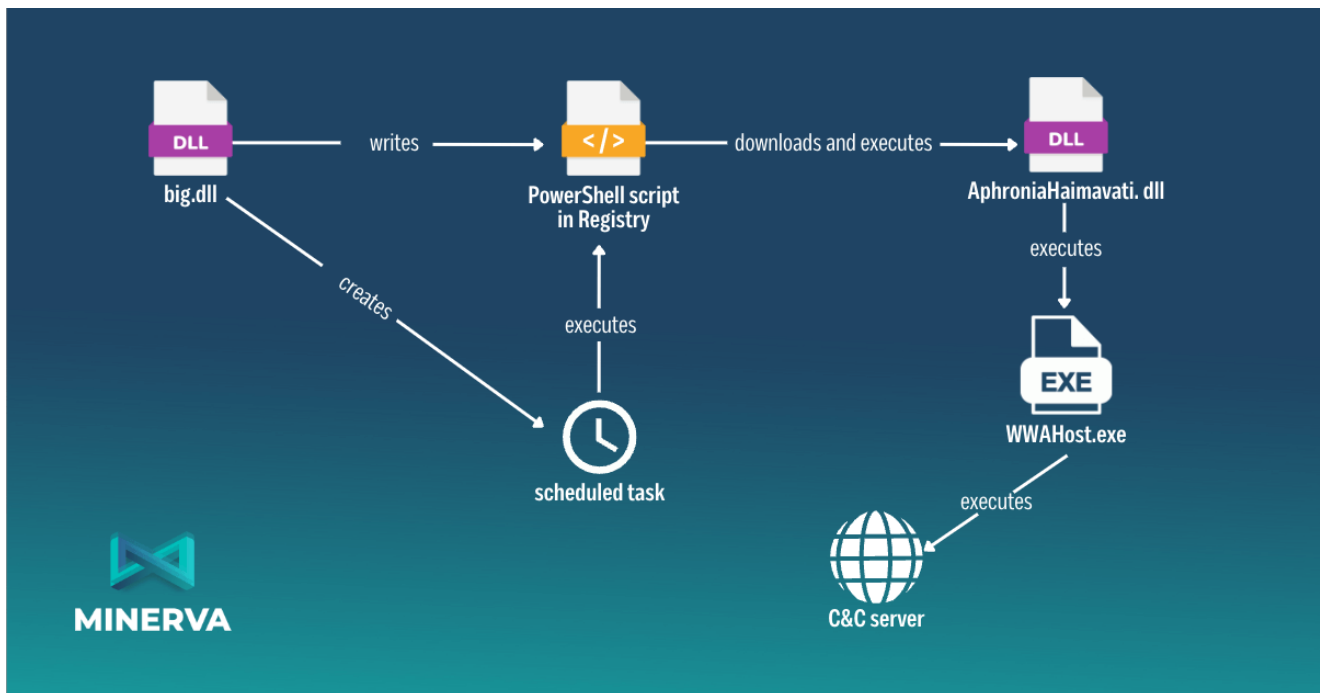 DLL
big.dll
writes
</>
PowerShell script
in Registry
downloads and executes
DLL
AphroniaHaimavati. dll
creates
executes
scheduled task
executes
EXE
WWAHost.exe
executes
C&C server
MINERVA